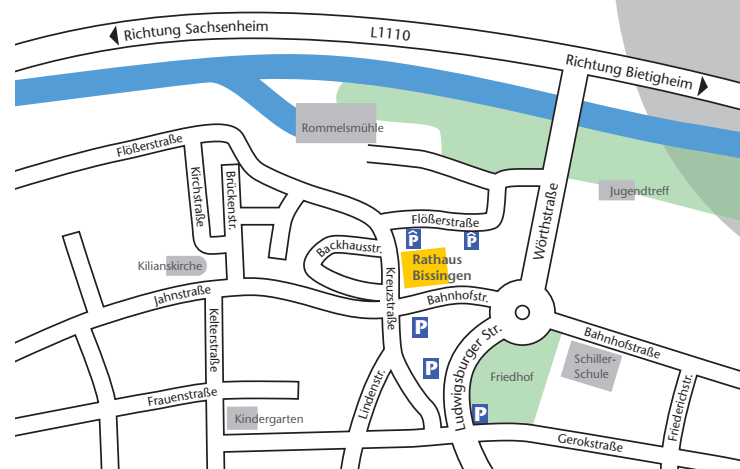 Richtung Sachsenheim
L1110
Richtung Bietigheim
Rommelsmühle
Flößerstraße
Kirchstraße
Brückenstr.
Jugendtreff
Flößerstraße
Wörthstraße
Backhausstr.
P
P
Rathaus
Bissingen
Kilianskirche
Kreuzstraße
Jahnstraße
Bahnhofstr.
Kelterstraße
P
Ludwigsburger Str.
Bahnhofstraße
Schiller-
Schule
P
Friedhof
Frauenstraße
Lindenstr.
Friederichstr.
Kindergarten
P
Gerokstraße